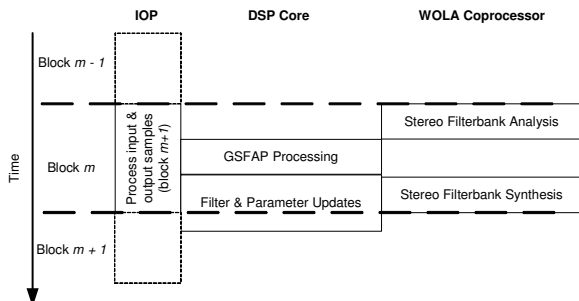 IOP DSP Core WOLA Coprocessor
Block m - 1
Stereo Filterbank Analysis
GSFAP Processing
Block m
Process input &
output samples
(block m+1)
Time
Filter & Parameter Updates
Stereo Filterbank Synthesis
Block m + 1